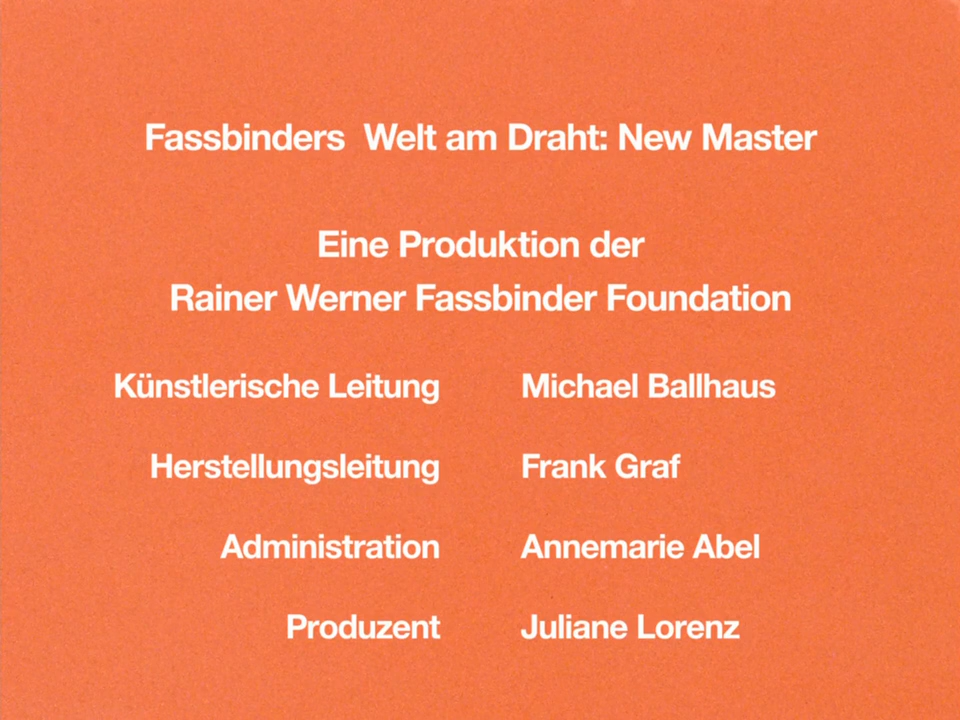 Fassbinders Welt am Draht: New Master
Eine Produktion der
Rainer Werner Fassbinder Foundation
Künstlerische Leitung Michael Ballhaus
Herstellungsleitung Frank Graf
Administration Annemarie Abel
Produzent Juliane Lorenz